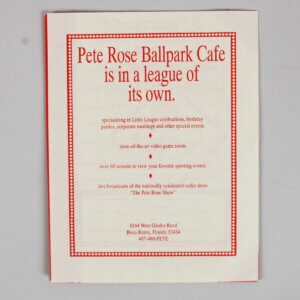 Pete Rose Ballpark Cafe
is in a league of
its own.
specializing in Little League celebrations, birthday
parties, corporate meetings and other special events
state-of-the-art video game room
over 60 screens to view your favorite sporting events
live broadcasts of the nationally syndicated radio show
"The Pete Rose Show"
8144 West Glades Road
Boca Raton, Florida 33434
407-488-PETE